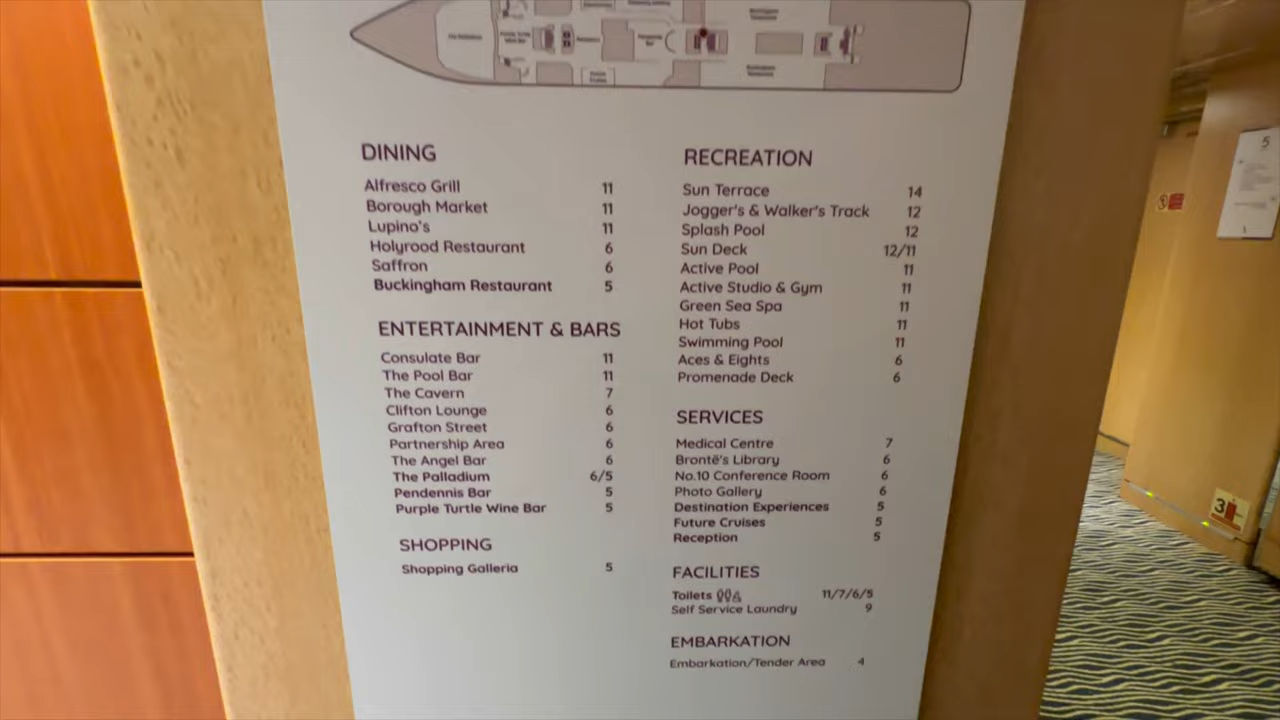 DINING
Alfresco Grill 11
Borough Market 11
Lupino's 11
Holyrood Restaurant 6
Saffron 6
Buckingham Restaurant 5
ENTERTAINMENT & BARS
Consulate Bar 11
The Pool Bar 11
The Cavern 7
Clifton Lounge 6
Grafton Street 6
Partnership Area 6
The Angel Bar 6
The Palladium 6/5
Pendennis Bar 5
Purple Turtle Wine Bar 5
SHOPPING
Shopping Galleria 5
RECREATION
Sun Terrace 14
Jogger's & Walker's Track 12
Splash Pool 12
Sun Deck 12/11
Active Pool 11
Active Studio & Gym 11
Green Sea Spa 11
Hot Tubs 11
Swimming Pool 11
Aces & Eights 6
Promenade Deck 6
SERVICES
Medical Centre 7
Brontë's Library 6
No.10 Conference Room 6
Photo Gallery 6
Destination Experiences 5
Future Cruises 5
Reception 5
FACILITIES
Toilets 11/7/6/5
Self Service Laundry 9
EMBARKATION
Embarkation/Tender Area 4
5
3